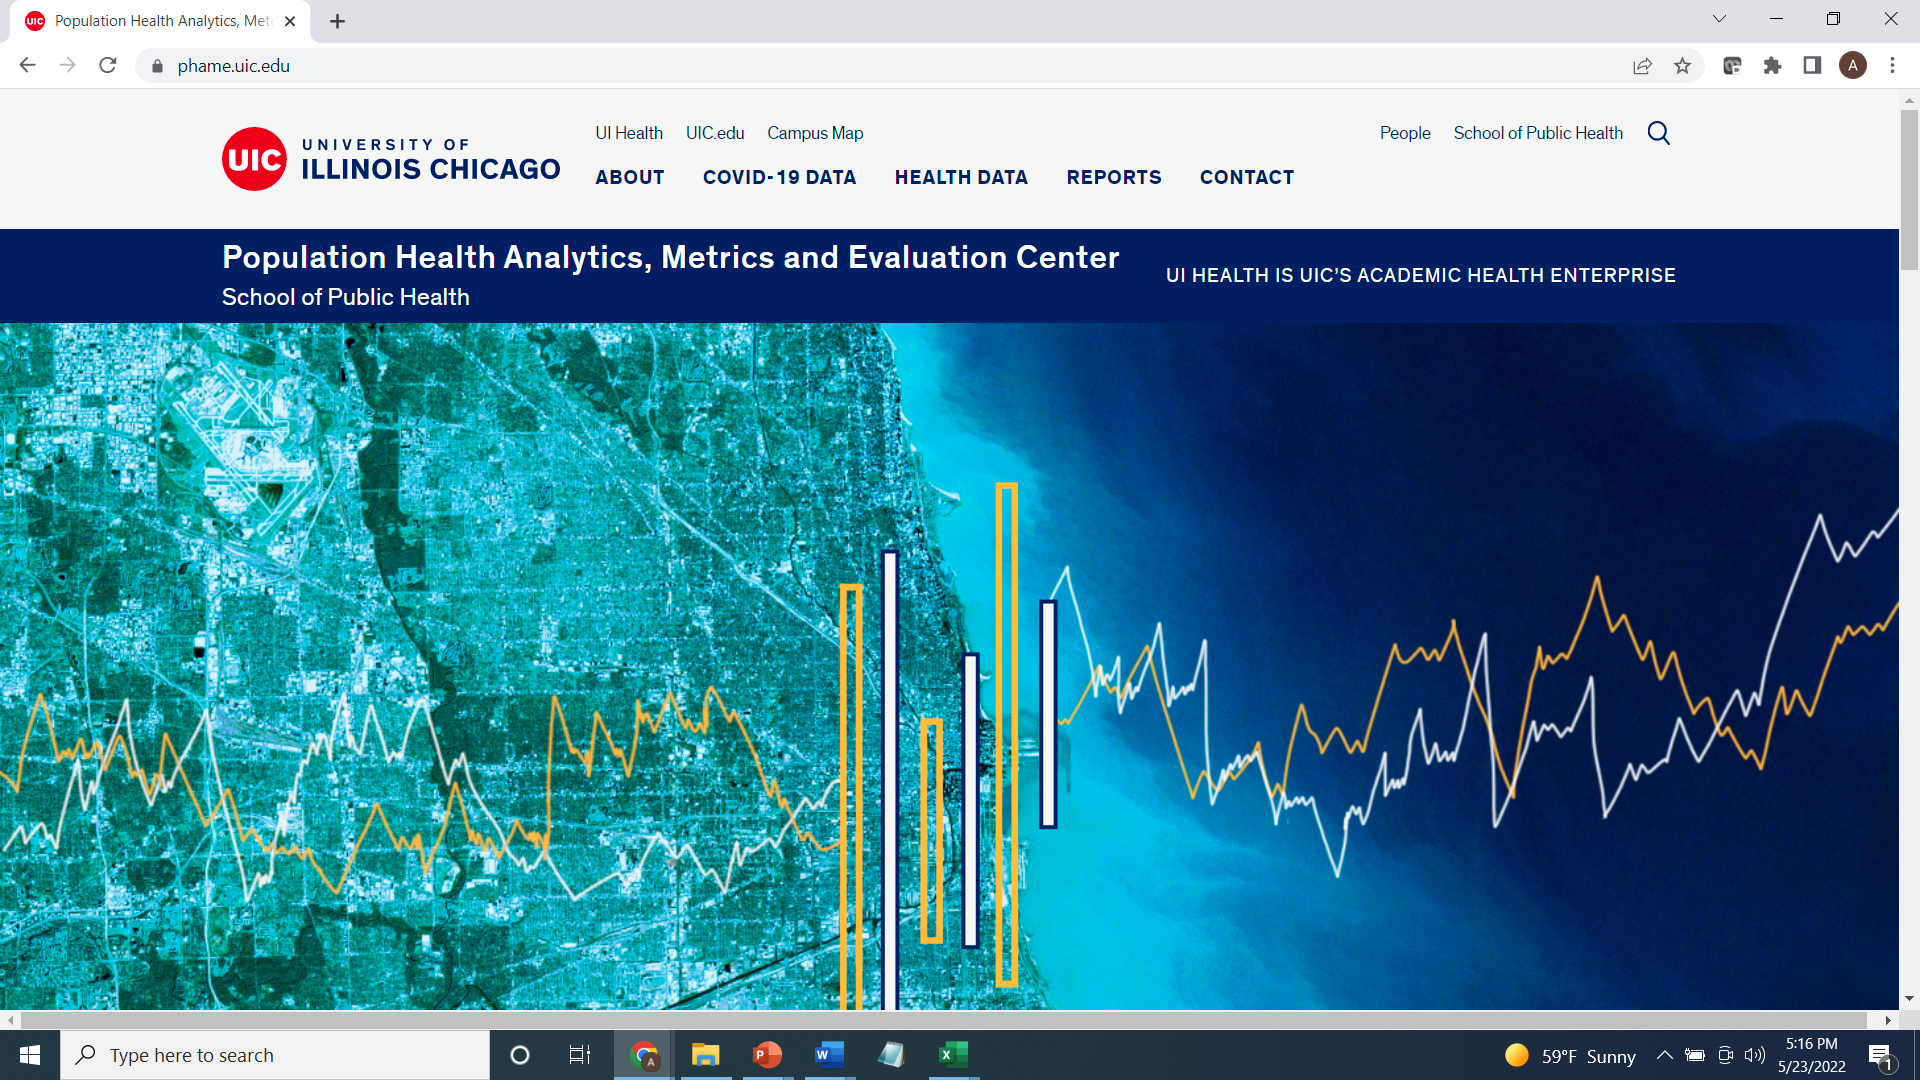 UIC
Population Health Analytics, Met
phame.uic.edu
A
UIC
UNIVERSITY OF
ILLINOIS CHICAGO
UI Health
UIC.edu
Campus Map
People
School of Public Health
ABOUT
COVID-19 DATA
HEALTH DATA
REPORTS
CONTACT
Population Health Analytics, Metrics and Evaluation Center
School of Public Health
UI HEALTH IS UIC’S ACADEMIC HEALTH ENTERPRISE
Type here to search
A
P
W
X
59°F Sunny
5:16 PM
5/23/2022
1